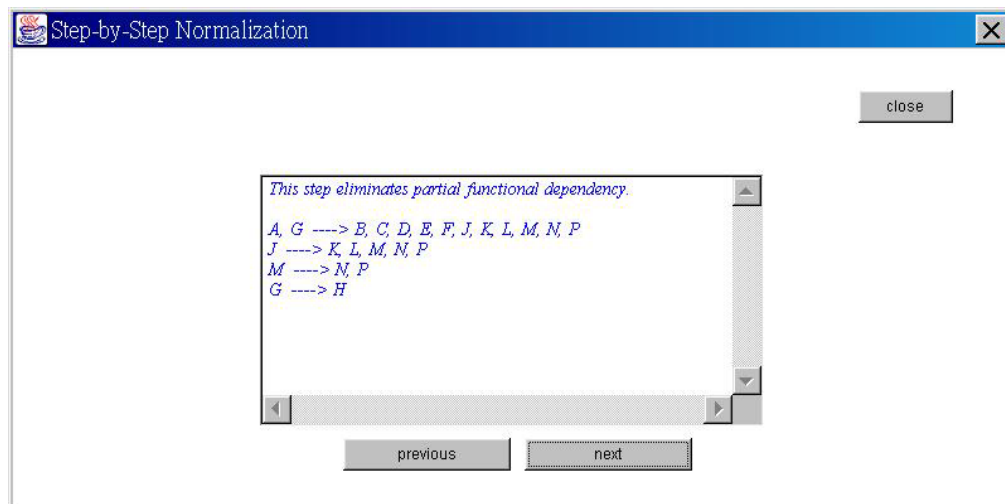 Step-by-Step Normalization
close
This step eliminates partial functional dependency.
A, G ----> B, C, D, E, F, J, K, L, M, N, P
J ----> K, L, M, N, P
M ----> N, P
G ----> H
previous
next